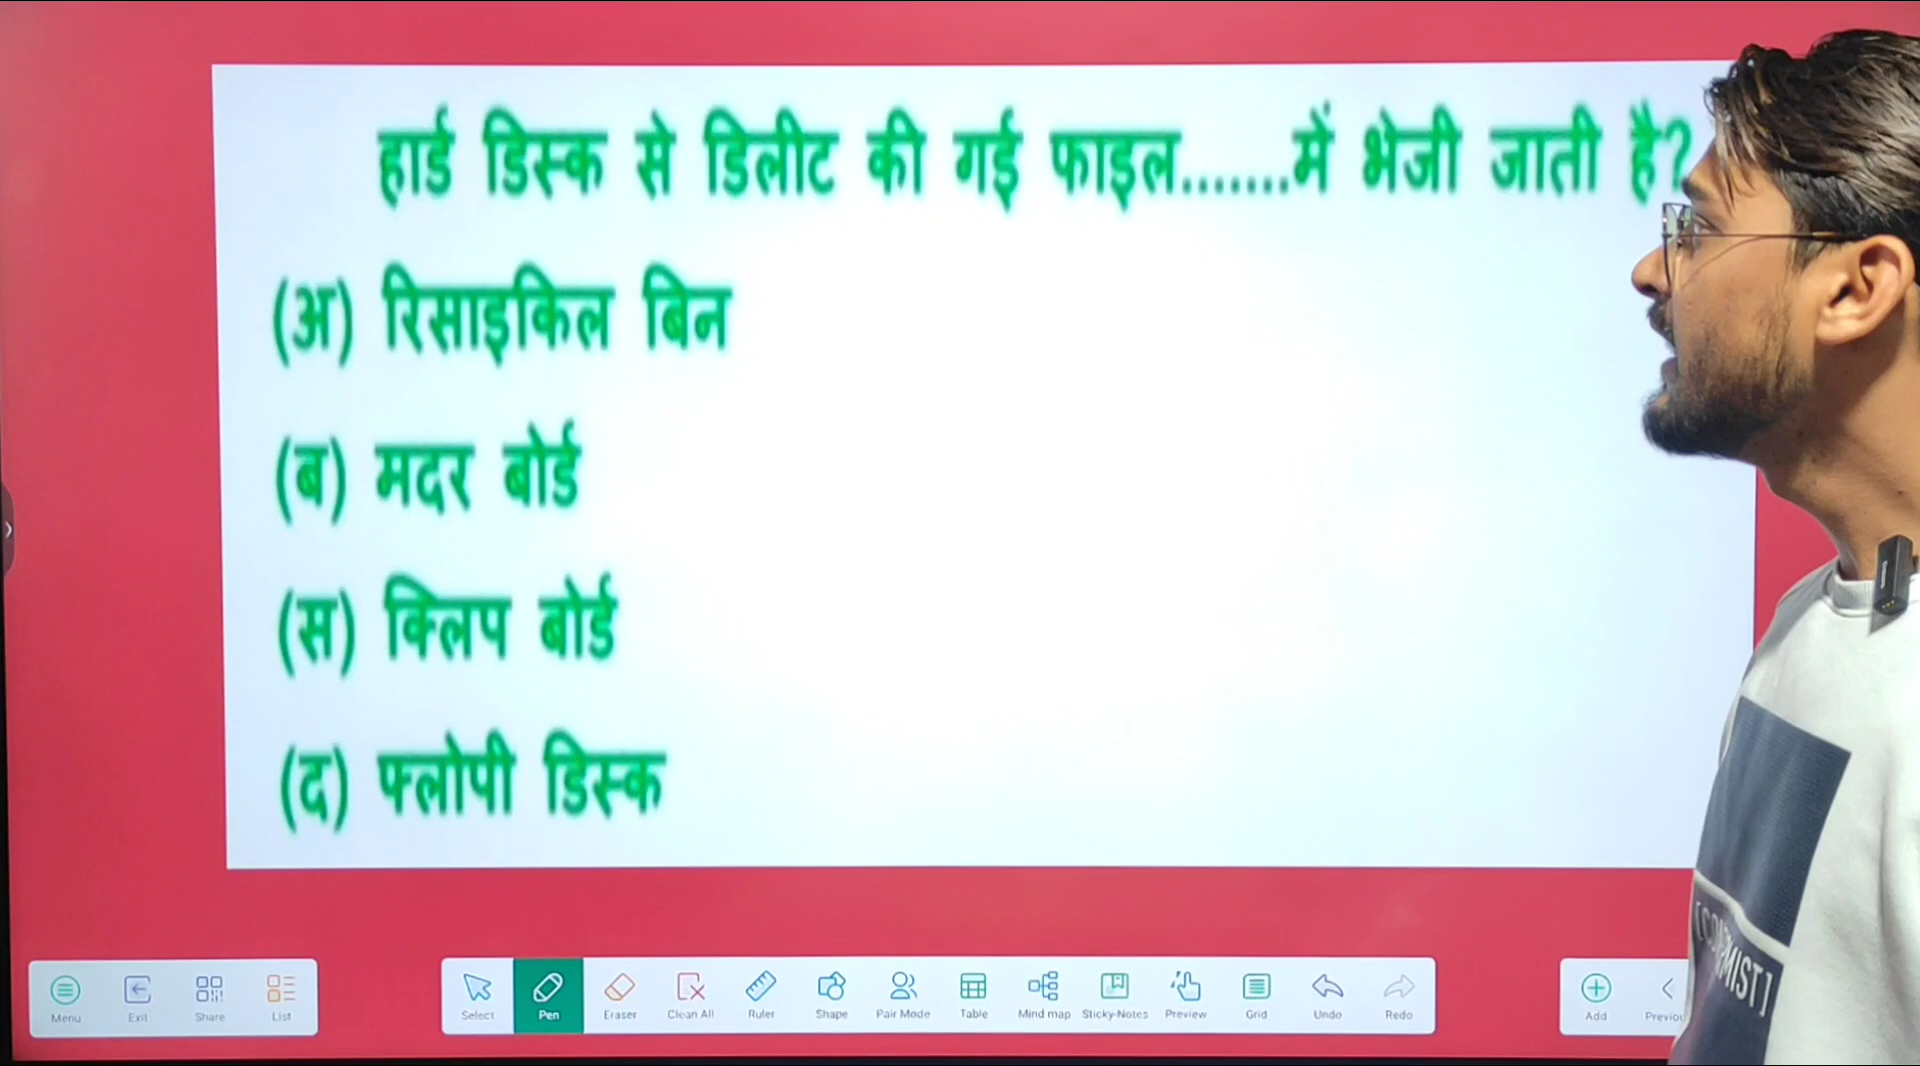 हार्ड डिस्क से डिलीट की गई फाइल.......में भेजी जाती है?
(अ) रिसाइकिल बिन
(ब) मदर बोर्ड
(स) क्लिप बोर्ड
(द) फ्लोपी डिस्क
Menu Exit Share List Select Pen Eraser Clean All Ruler Shape Pair Mode Table Mind map Sticky-Notes Preview Grid Undo Redo Add